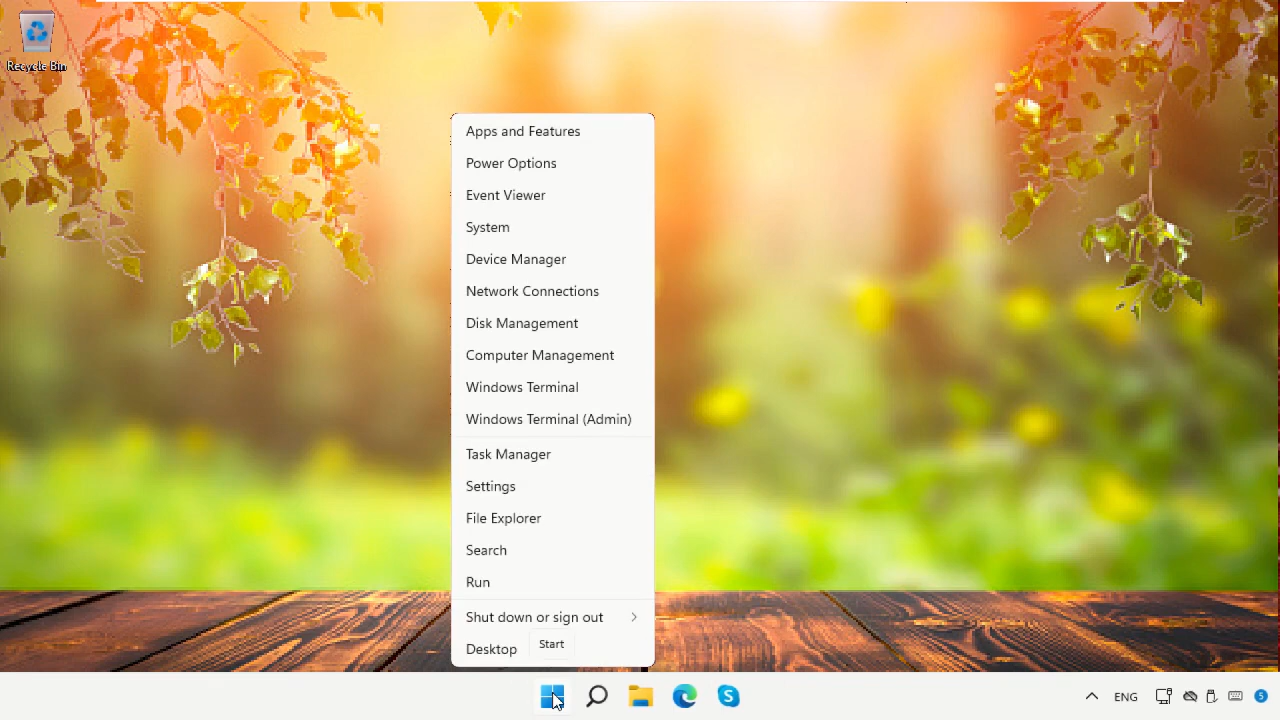 Recycle Bin
Apps and Features
Power Options
Event Viewer
System
Device Manager
Network Connections
Disk Management
Computer Management
Windows Terminal
Windows Terminal (Admin)
Task Manager
Settings
File Explorer
Search
Run
Shut down or sign out
Desktop
Start
ENG
5